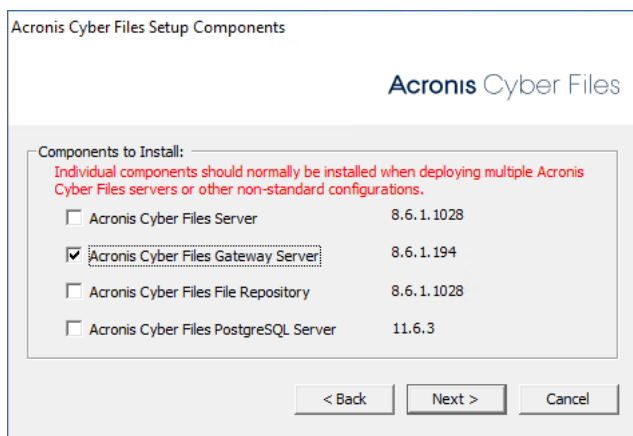 Acronis Cyber Files Setup Components
Acronis Cyber Files
Components to Install:
Individual components should normally be installed when deploying multiple Acronis
Cyber Files servers or other non-standard configurations.
Acronis Cyber Files Server 8.6.1.1028
Acronis Cyber Files Gateway Server 8.6.1.194
Acronis Cyber Files File Repository 8.6.1.1028
Acronis Cyber Files PostgreSQL Server 11.6.3
< Back Next > Cancel